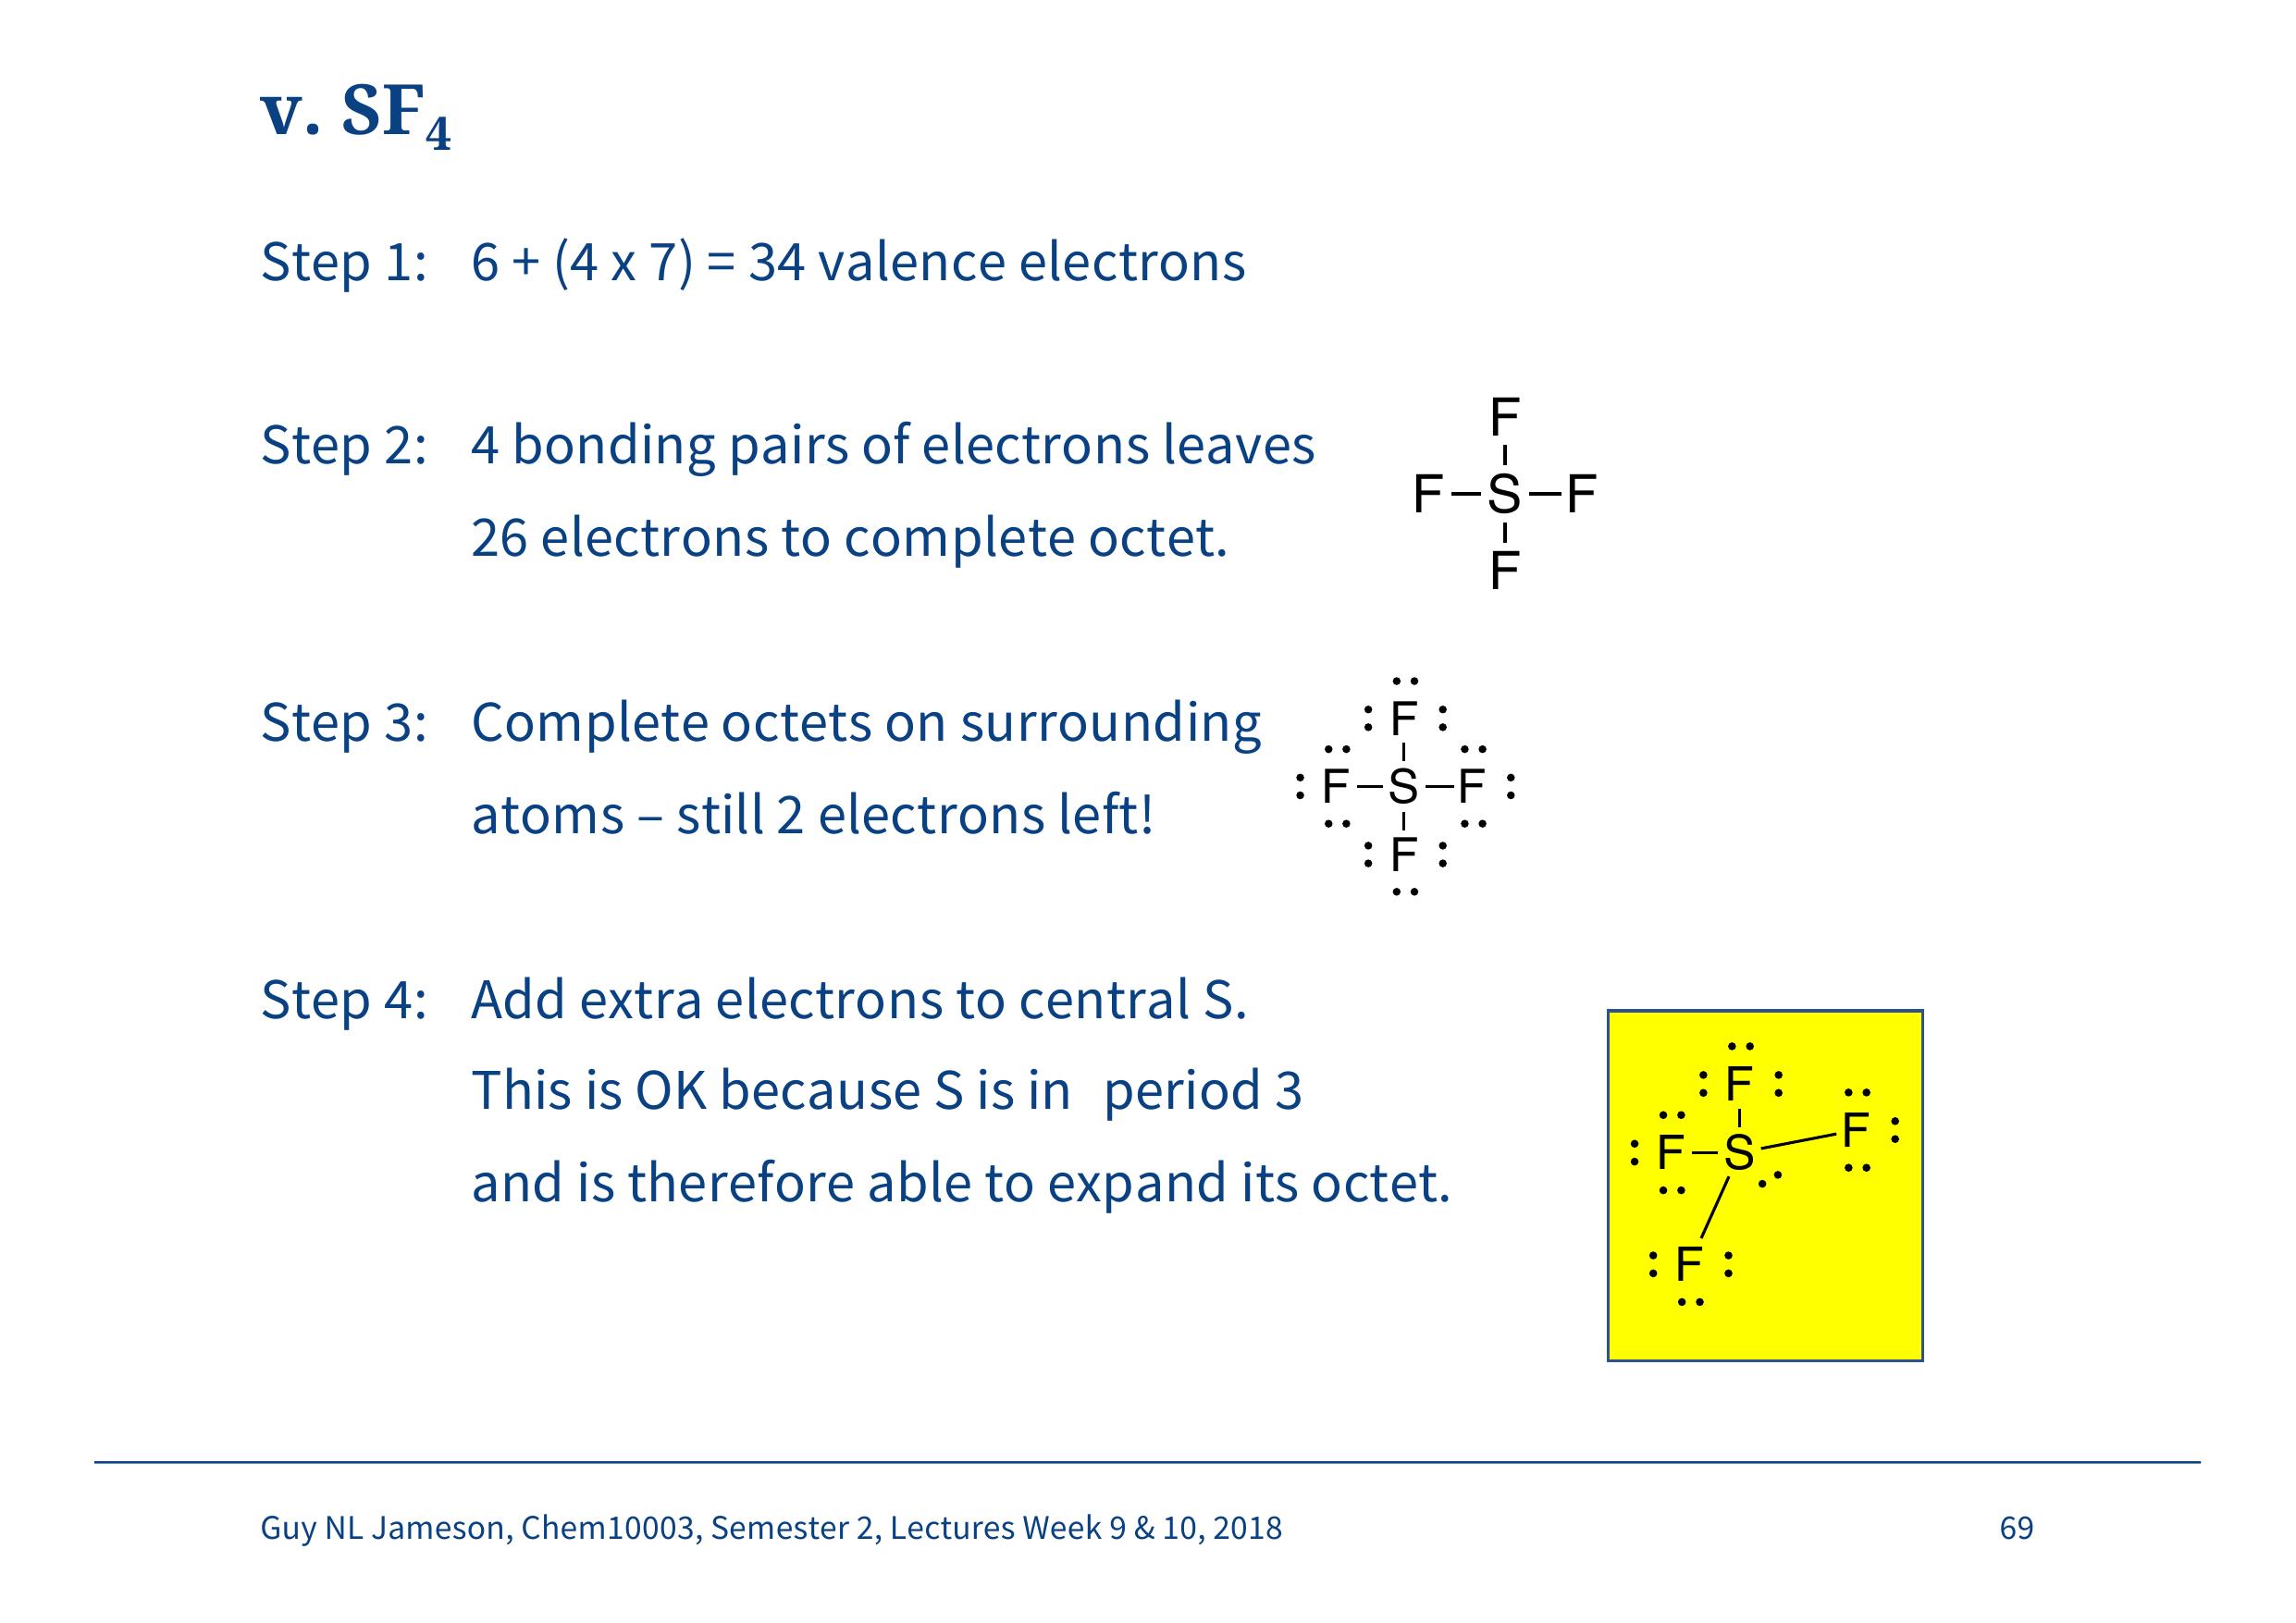 v. SF₄
Step 1: 6 + (4 x 7) = 34 valence electrons
Step 2: 4 bonding pairs of electrons leaves
26 electrons to complete octet.
F
F S F
F
Step 3: Complete octets on surrounding
atoms – still 2 electrons left!
F
F S F
F
Step 4: Add extra electrons to central S.
This is OK because S is in period 3
and is therefore able to expand its octet.
F
F
F S
F
Guy NL Jameson, Chem10003, Semester 2, Lectures Week 9 & 10, 2018
69